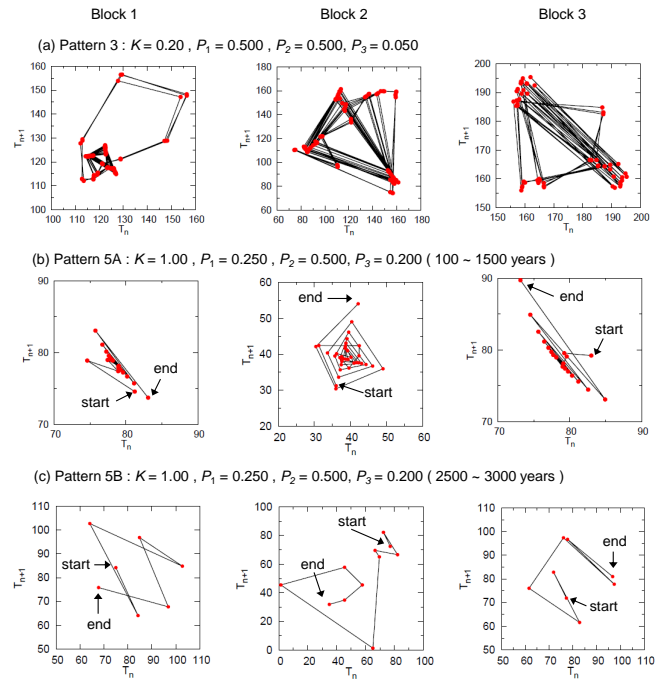 Block 1 Block 2 Block 3
(a) Pattern 3 : K = 0.20 , P1 = 0.500 , P2 = 0.500, P3 = 0.050
160
150
140
130
120
110
100
100 110 120 130 140 150 160
Tn+1
Tn
180
160
140
120
100
80
60
60 80 100 120 140 160 180
Tn+1
Tn
200
190
180
170
160
150
150 160 170 180 190 200
Tn+1
Tn
(b) Pattern 5A : K = 1.00 , P1 = 0.250 , P2 = 0.500, P3 = 0.200 ( 100 ~ 1500 years )
90
80
70
70 80 90
Tn+1
Tn
end
start
60
50
40
30
20
20 30 40 50 60
Tn+1
Tn
end
start
90
80
70
70 80 90
Tn+1
Tn
end
start
(c) Pattern 5B : K = 1.00 , P1 = 0.250 , P2 = 0.500, P3 = 0.200 ( 2500 ~ 3000 years )
110
100
90
80
70
60
50
50 60 70 80 90 100 110
Tn+1
Tn
start
end
100
90
80
70
60
50
40
30
20
10
0
0 20 40 60 80 100
Tn+1
Tn
start
end
110
100
90
80
70
60
50
50 60 70 80 90 100 110
Tn+1
Tn
end
start